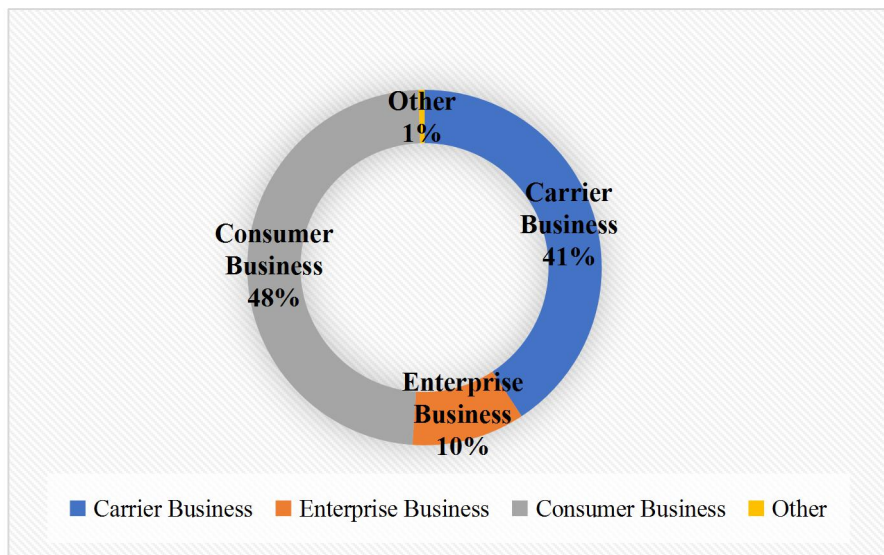 Other
1%
Carrier
Business
41%
Consumer
Business
48%
Enterprise
Business
10%
Carrier Business Enterprise Business Consumer Business Other